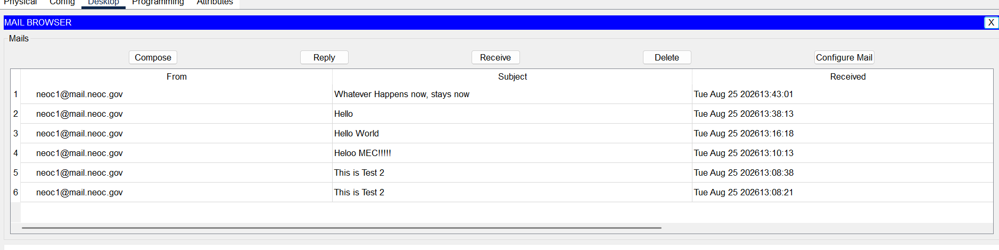 Physical Config Desktop Programming Attributes
MAIL BROWSER X
Mails
Compose Reply Receive Delete Configure Mail
From Subject Received
1 neoc1@mail.neoc.gov Whatever Happens now, stays now Tue Aug 25 202613:43:01
2 neoc1@mail.neoc.gov Hello Tue Aug 25 202613:38:13
3 neoc1@mail.neoc.gov Hello World Tue Aug 25 202613:16:18
4 neoc1@mail.neoc.gov Heloo MEC!!!!! Tue Aug 25 202613:10:13
5 neoc1@mail.neoc.gov This is Test 2 Tue Aug 25 202613:08:38
6 neoc1@mail.neoc.gov This is Test 2 Tue Aug 25 202613:08:21